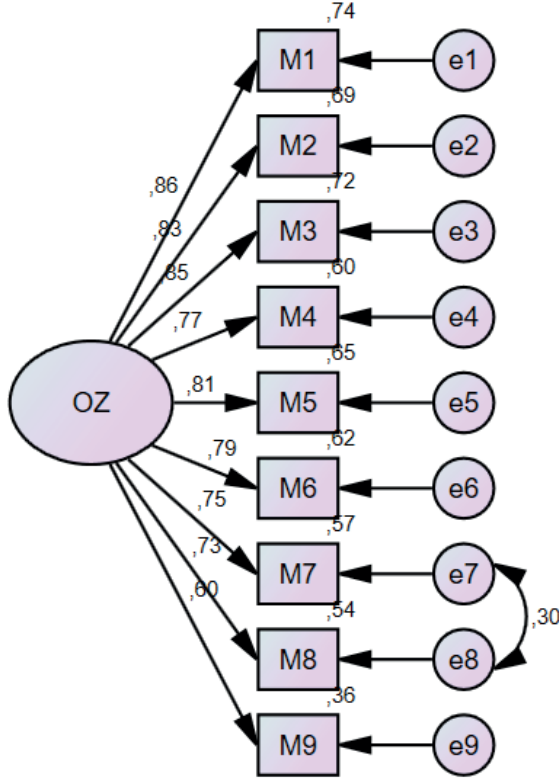 ,74
M1
e1
,69
M2
e2
,86
,72
,83
M3
e3
,85
,60
,77
M4
e4
,65
,81
OZ
M5
e5
,62
,79
M6
e6
,75
,57
,73
M7
e7
,60
,54
,30
M8
e8
,36
M9
e9